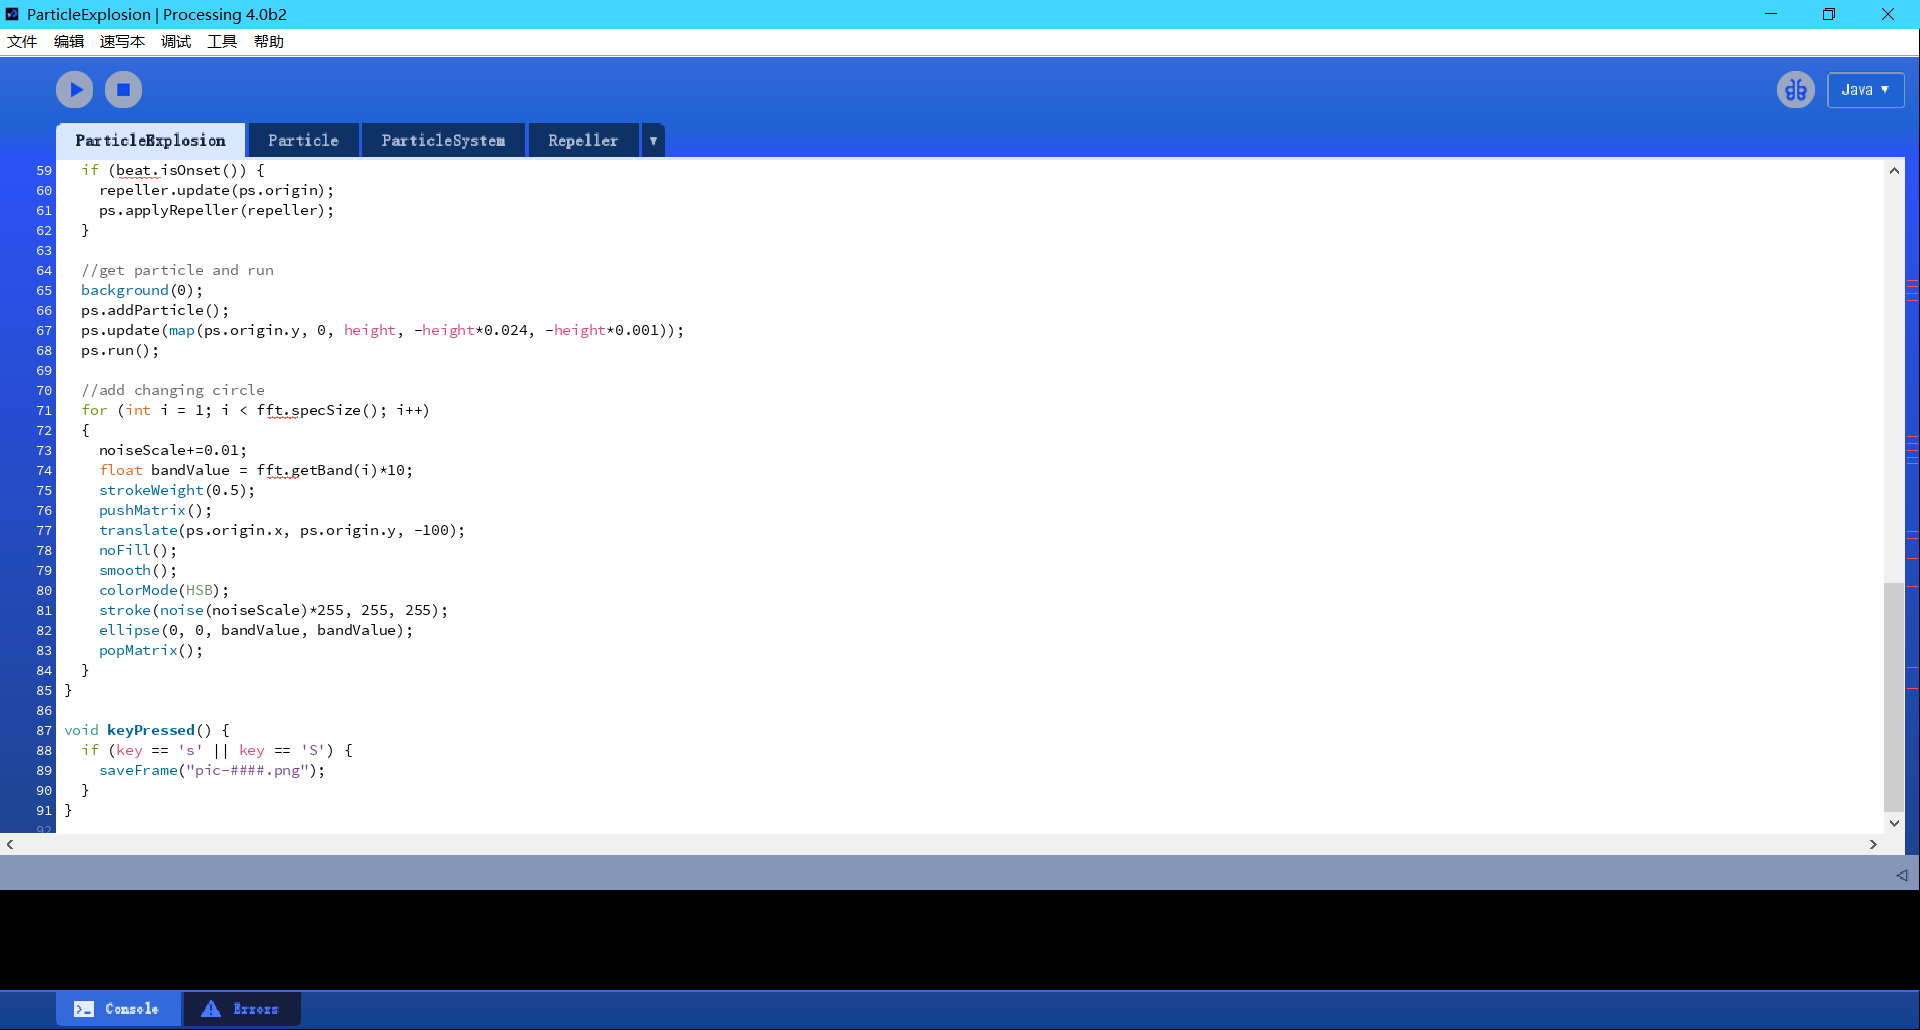 ParticleExplosion | Processing 4.0b2
文件 编辑 速写本 调试 工具 帮助
Java ▼
ParticleExplosion Particle ParticleSystem Repeller ▼
59 if (beat.isOnset()) {
60 repeller.update(ps.origin);
61 ps.applyRepeller(repeller);
62 }
63
64 //get particle and run
65 background(0);
66 ps.addParticle();
67 ps.update(map(ps.origin.y, 0, height, -height*0.024, -height*0.001));
68 ps.run();
69
70 //add changing circle
71 for (int i = 1; i < fft.specSize(); i++)
72 {
73 noiseScale+=0.01;
74 float bandValue = fft.getBand(i)*10;
75 strokeWeight(0.5);
76 pushMatrix();
77 translate(ps.origin.x, ps.origin.y, -100);
78 noFill();
79 smooth();
80 colorMode(HSB);
81 stroke(noise(noiseScale)*255, 255, 255);
82 ellipse(0, 0, bandValue, bandValue);
83 popMatrix();
84 }
85 }
86
87 void keyPressed() {
88 if (key == 's' || key == 'S') {
89 saveFrame("pic-####.png");
90 }
91 }
92
Console Errors